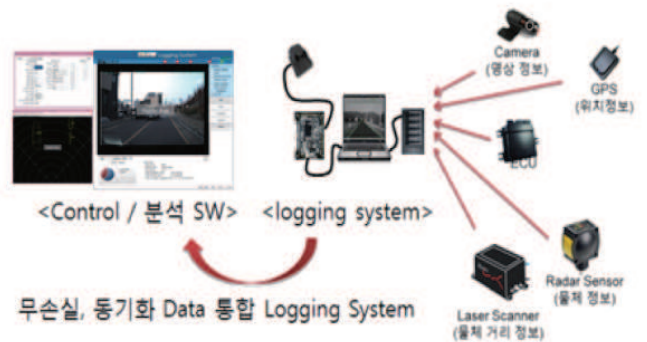 Logging System
Camera
(영상 정보)
GPS
(위치정보)
ECU
<Control / 분석 SW> <logging system>
Radar Sensor
(물체 정보)
Laser Scanner
(물체 거리 정보)
무손실, 동기화 Data 통합 Logging System